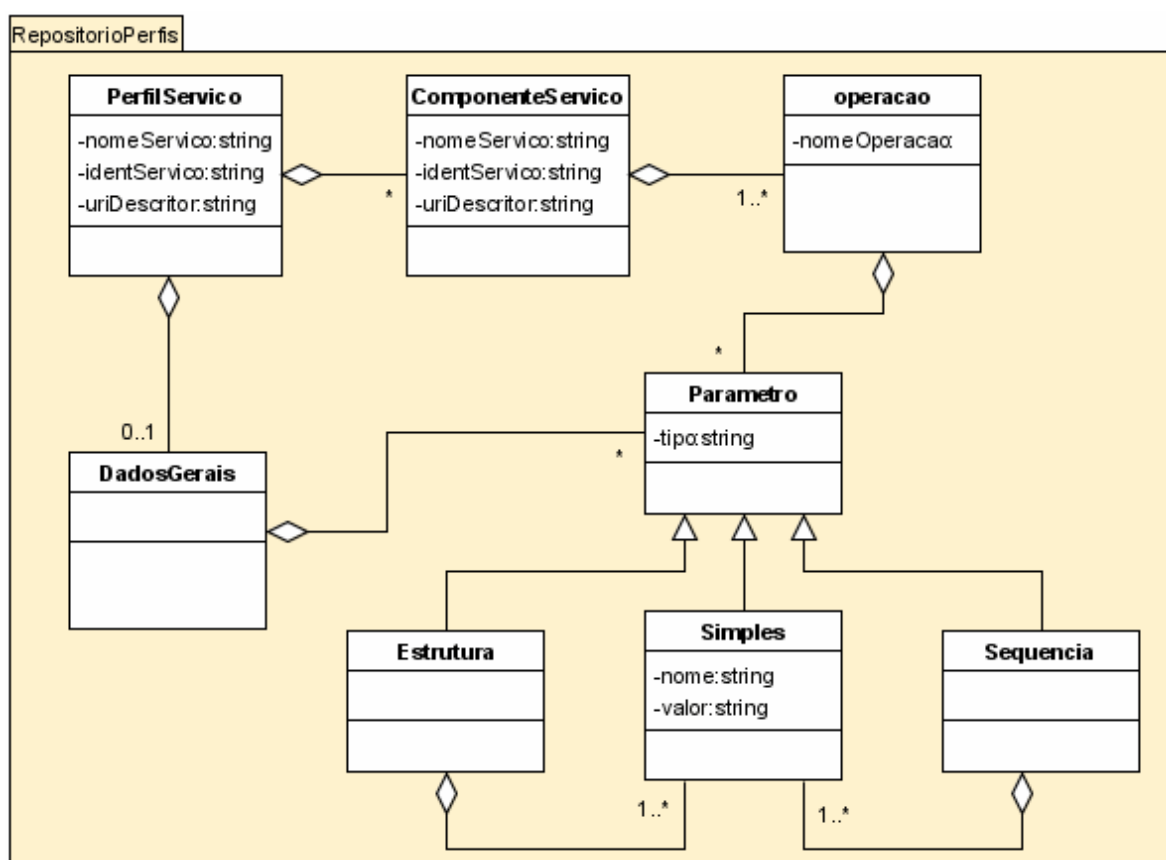 RepositorioPerfis
PerfilServico
-nomeServico:string
-identServico:string
-uriDescritor:string
*
ComponenteServico
-nomeServico:string
-identServico:string
-uriDescritor:string
1..*
operacao
-nomeOperacao:
0..1
DadosGerais
*
*
Parametro
-tipo:string
Estrutura
1..*
Simples
-nome:string
-valor:string
1..*
Sequencia